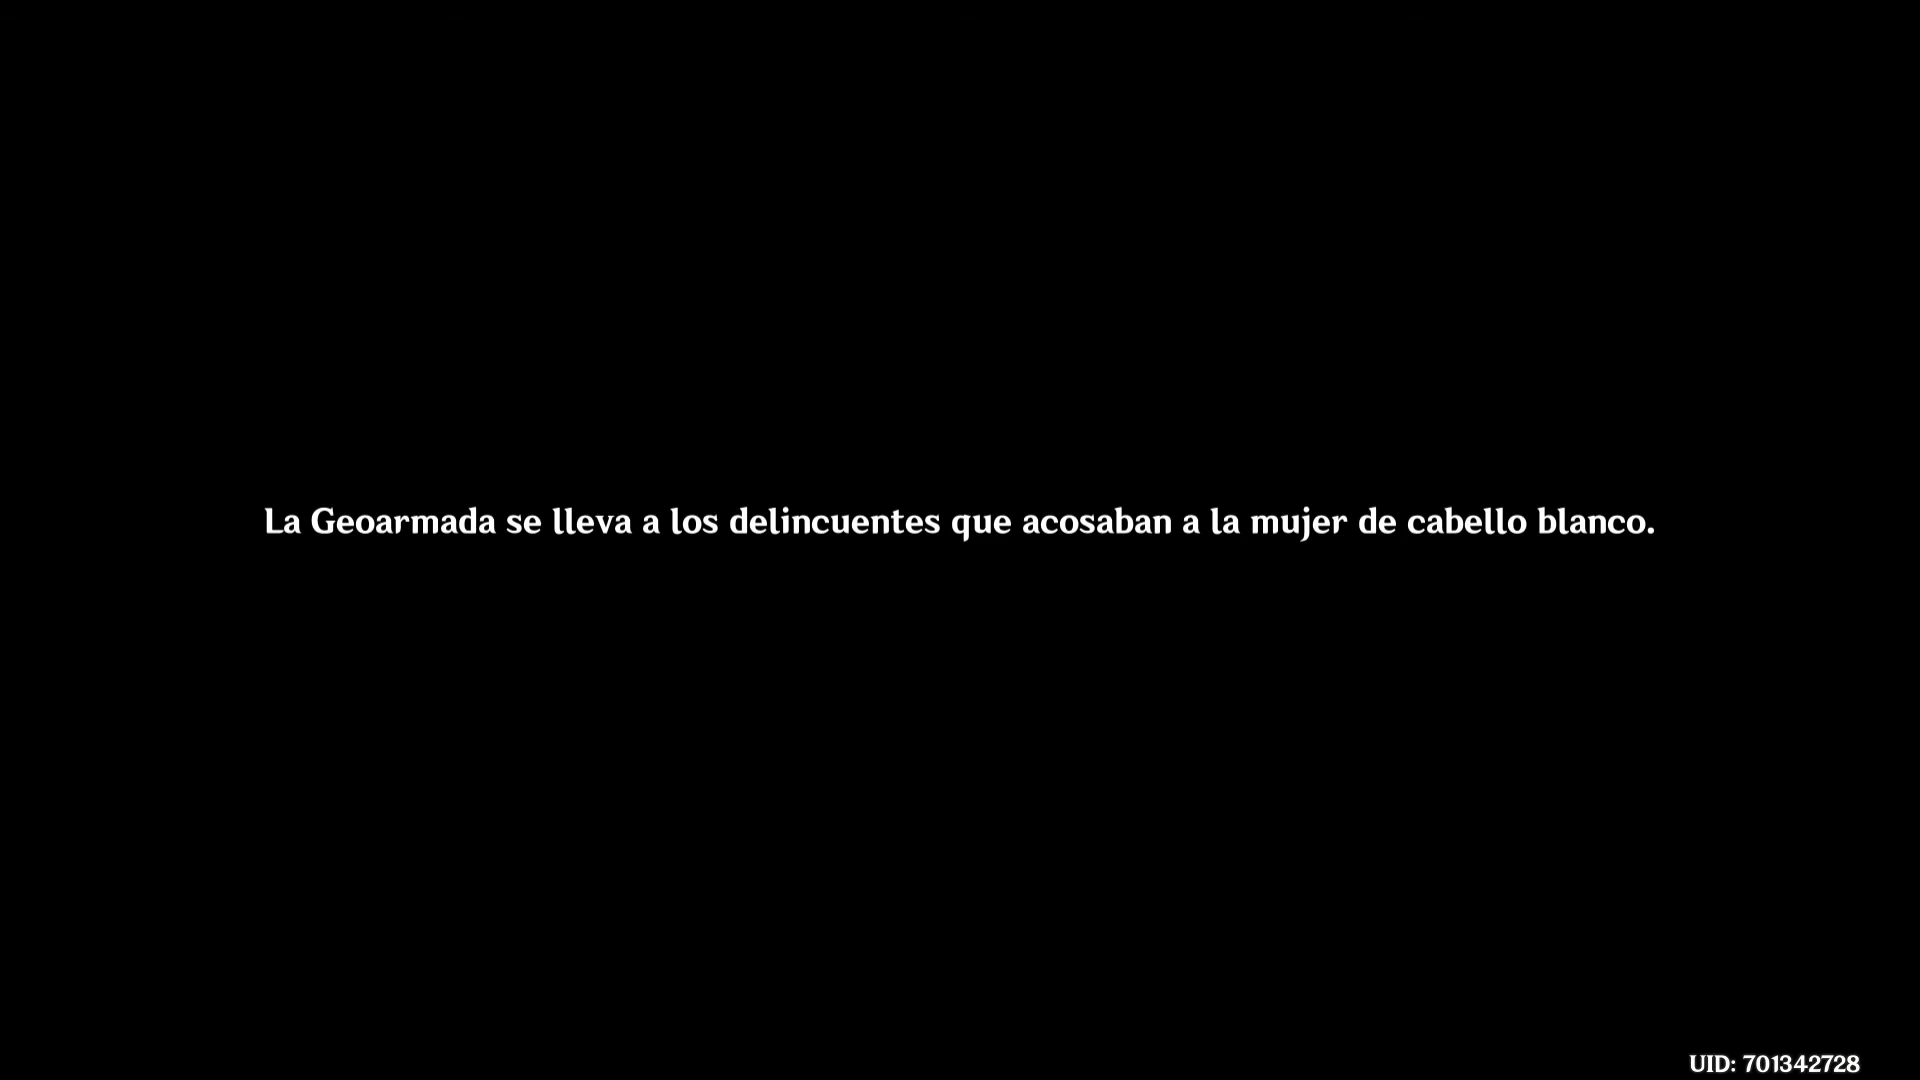 La Geoarmada se lleva a los delincuentes que acosaban a la mujer de cabello blanco.
UID: 701342728